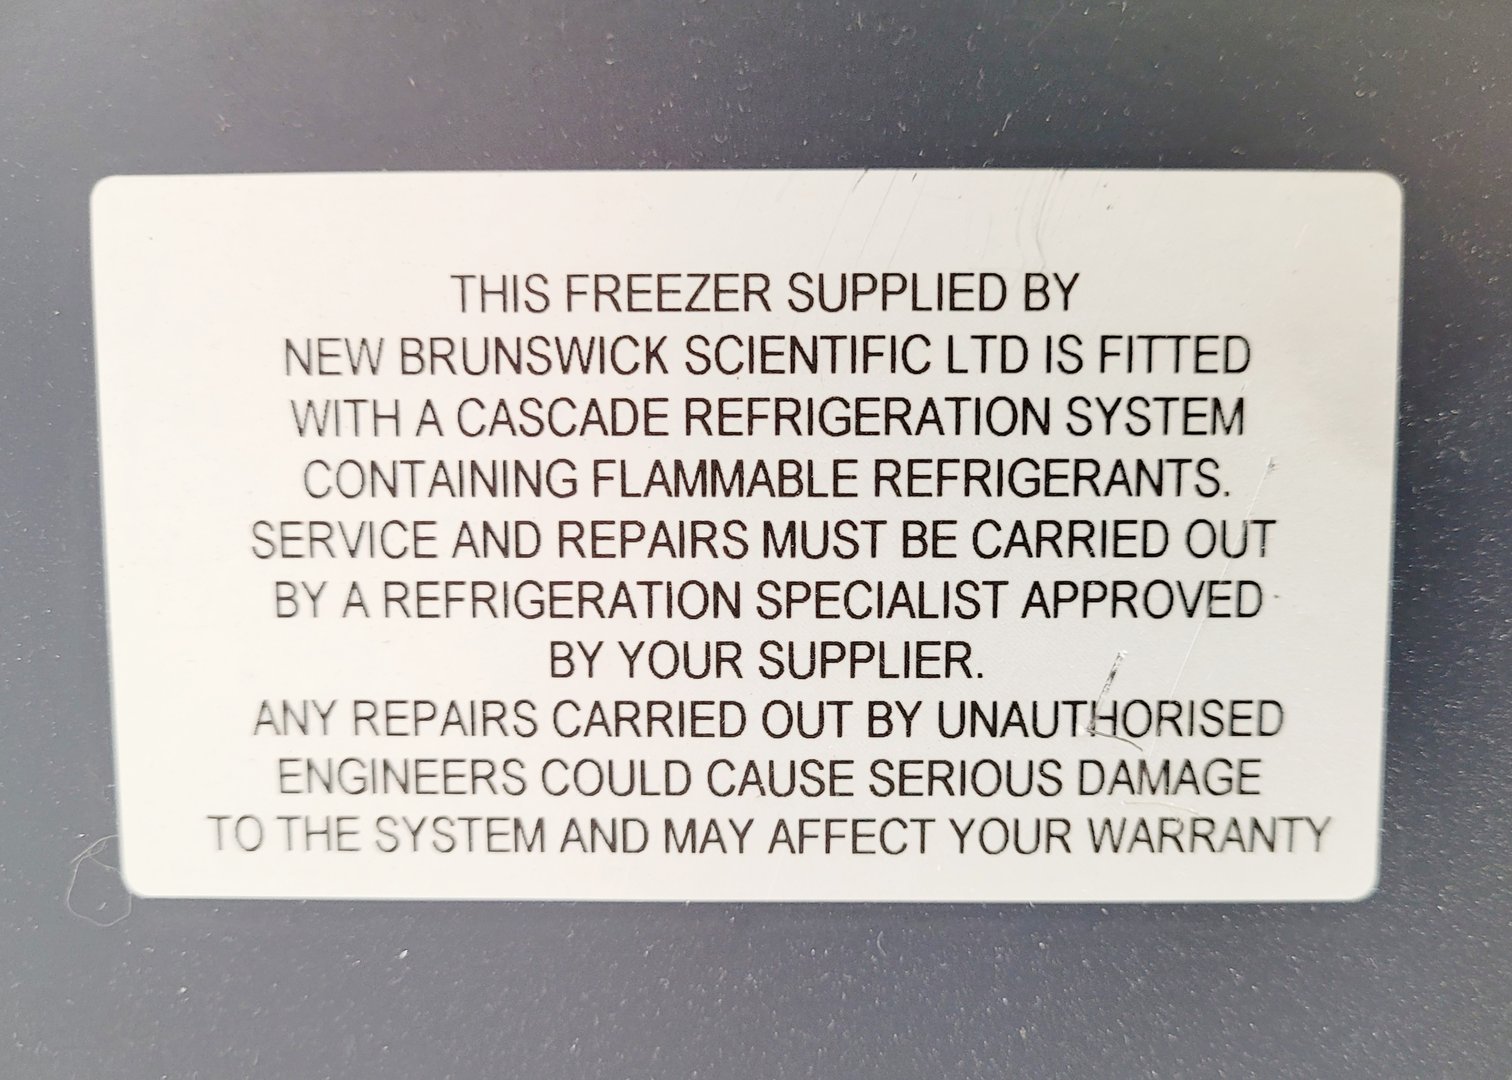 THIS FREEZER SUPPLIED BY
NEW BRUNSWICK SCIENTIFIC LTD IS FITTED
WITH A CASCADE REFRIGERATION SYSTEM
CONTAINING FLAMMABLE REFRIGERANTS.
SERVICE AND REPAIRS MUST BE CARRIED OUT
BY A REFRIGERATION SPECIALIST APPROVED
BY YOUR SUPPLIER.
ANY REPAIRS CARRIED OUT BY UNAUTHORISED
ENGINEERS COULD CAUSE SERIOUS DAMAGE
TO THE SYSTEM AND MAY AFFECT YOUR WARRANTY